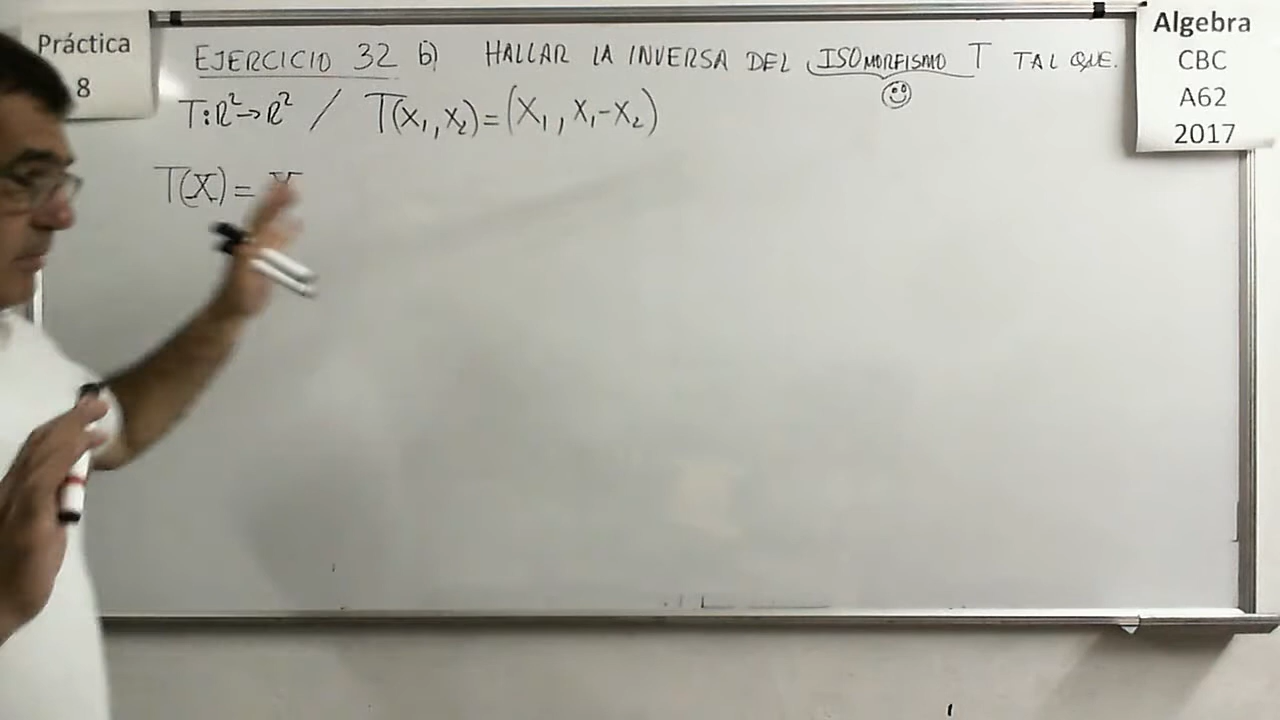 Práctica
8
EJERCICIO 32 b) HALLAR LA INVERSA DEL ISOMORFISMO T TAL QUE.
T:R²→R² / T(X₁,X₂)=(X₁,X₁-X₂)
T(X)=
Algebra
CBC
A62
2017